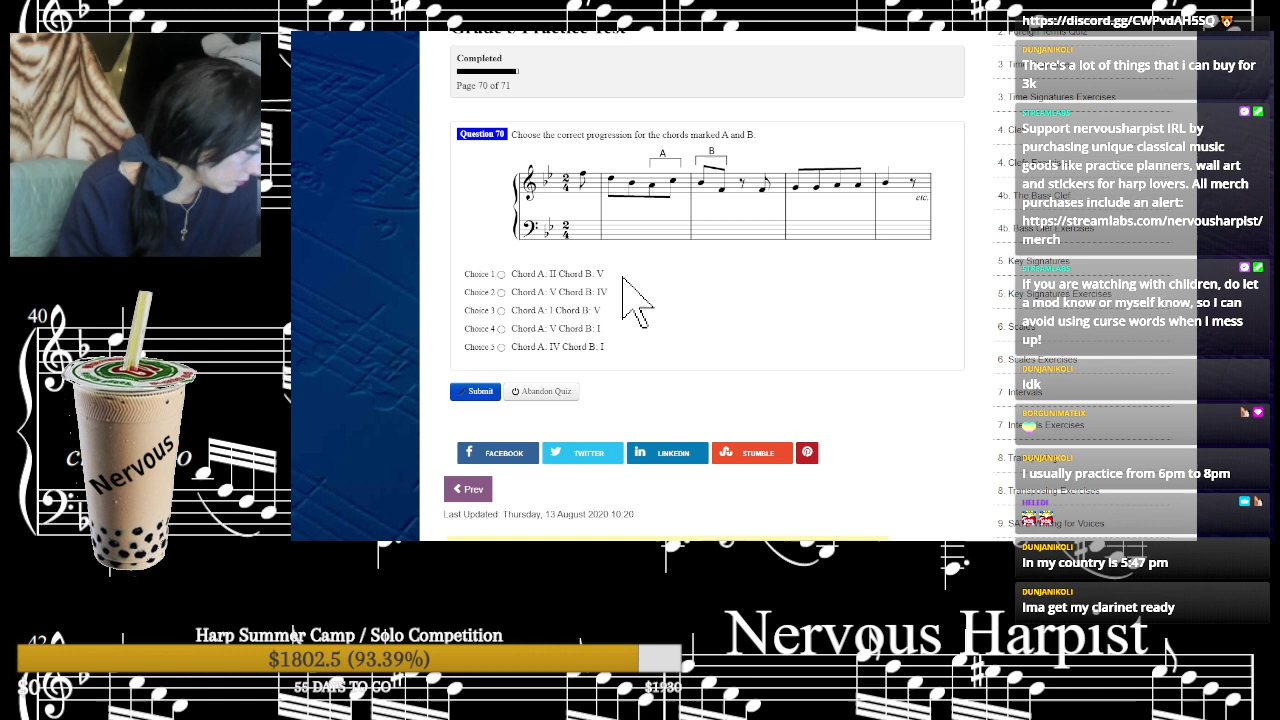 40
Nervous
Completed
Page 70 of 71
Question 70 Choose the correct progression for the chords marked A and B.
A
B
etc.
Choice 1 Chord A: II Chord B: V
Choice 2 Chord A: V Chord B: IV
Choice 3 Chord A: I Chord B: V
Choice 4 Chord A: V Chord B: I
Choice 5 Chord A: IV Chord B: I
Submit
Abandon Quiz
FACEBOOK
TWITTER
LINKEDIN
STUMBLE
Prev
Last Updated: Thursday, 13 August 2020 10:20
3. Time Signatures Exercises
4b. Bass Clef Exercises
5. Key Signatures
5. Key Signatures Exercises
6. Scales
6. Scales Exercises
7. Intervals
8. Transposing Exercises
https://discord.gg/CWPvdAH5SQ
DUNJANIKOLI
There's a lot of things that i can buy for
3k
STREAMLABS
Support nervousharpist IRL by
purchasing unique classical music
goods like practice planners, wall art
and stickers for harp lovers. All merch
purchases include an alert:
https://streamlabs.com/nervousharpist/
merch
STREAMLABS
If you are watching with children, do let
a mod know or myself know, so I can
avoid using curse words when I mess
up!
DUNJANIKOLI
Idk
BORGUNIMATEIX
DUNJANIKOLI
I usually practice from 6pm to 8pm
HELEDI
DUNJANIKOLI
In my country is 5:47 pm
DUNJANIKOLI
Ima get my clarinet ready
42
Harp Summer Camp / Solo Competition
$1802.5 (93.39%)
$0
55 DAYS TO GO
$1930
Nervous Harpist